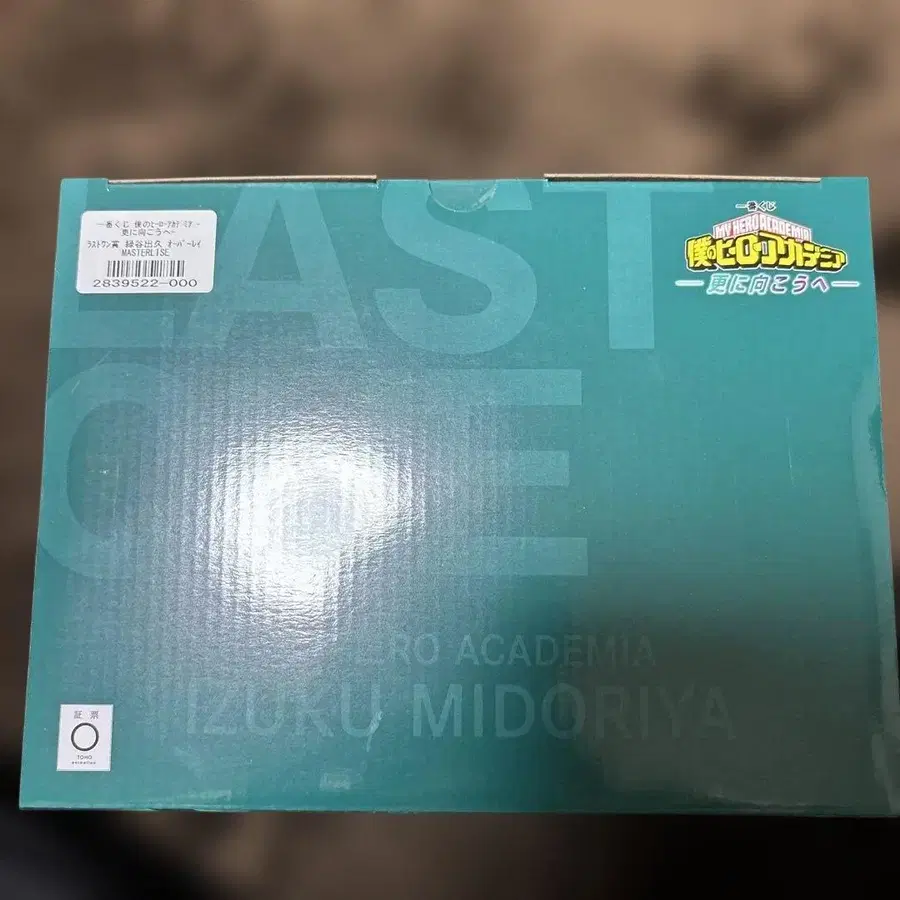 LAST
一番くじ 僕のﾋｰﾛｰｱｶﾃﾞﾐｱ -
更に向こうへ-
ﾗｽﾄﾜﾝ賞 緑谷出久 ｵｰﾊﾞｰﾚｲ
MASTERLISE
2839522-000
一番くじ
MY HERO ACADEMIA
僕のヒーローアカデミア
更に向こうへ
ONE
RO ACADEMIA
IZUKU MIDORIYA
証 票
TOHO
animation